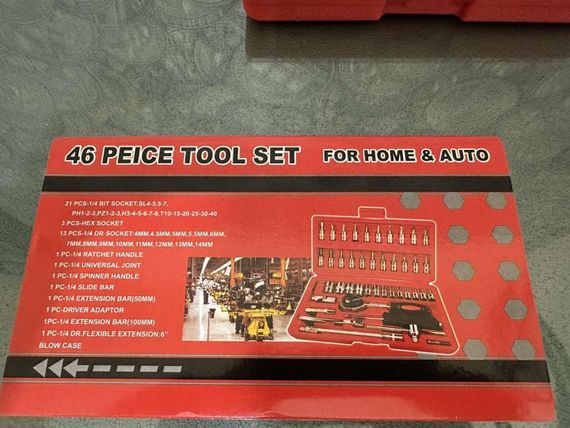 46 PEICE TOOL SET FOR HOME & AUTO
21 PCS-1/4 BIT SOCKET:SL4-5.5-7,
PH1-2-3,PZ1-2-3,H3-4-5-6-7-8,T10-15-20-25-30-40
3 PCS-HEX SOCKET
13 PCS-1/4 DR SOCKET:4MM,4.5MM,5MM,5.5MM,6MM,
7MM,8MM,9MM,10MM,11MM,12MM,13MM,14MM
1 PC-1/4 RATCHET HANDLE
1 PC-1/4 UNIVERSAL JOINT
1 PC-1/4 SPINNER HANDLE
1 PC-1/4 SLIDE BAR
1 PC-1/4 EXTENSION BAR(50MM)
1 PC-DRIVER ADAPTOR
1PC-1/4 EXTENSION BAR(100MM)
1 PC-1/4 DR.FLEXIBLE EXTENSION:6"
BLOW CASE